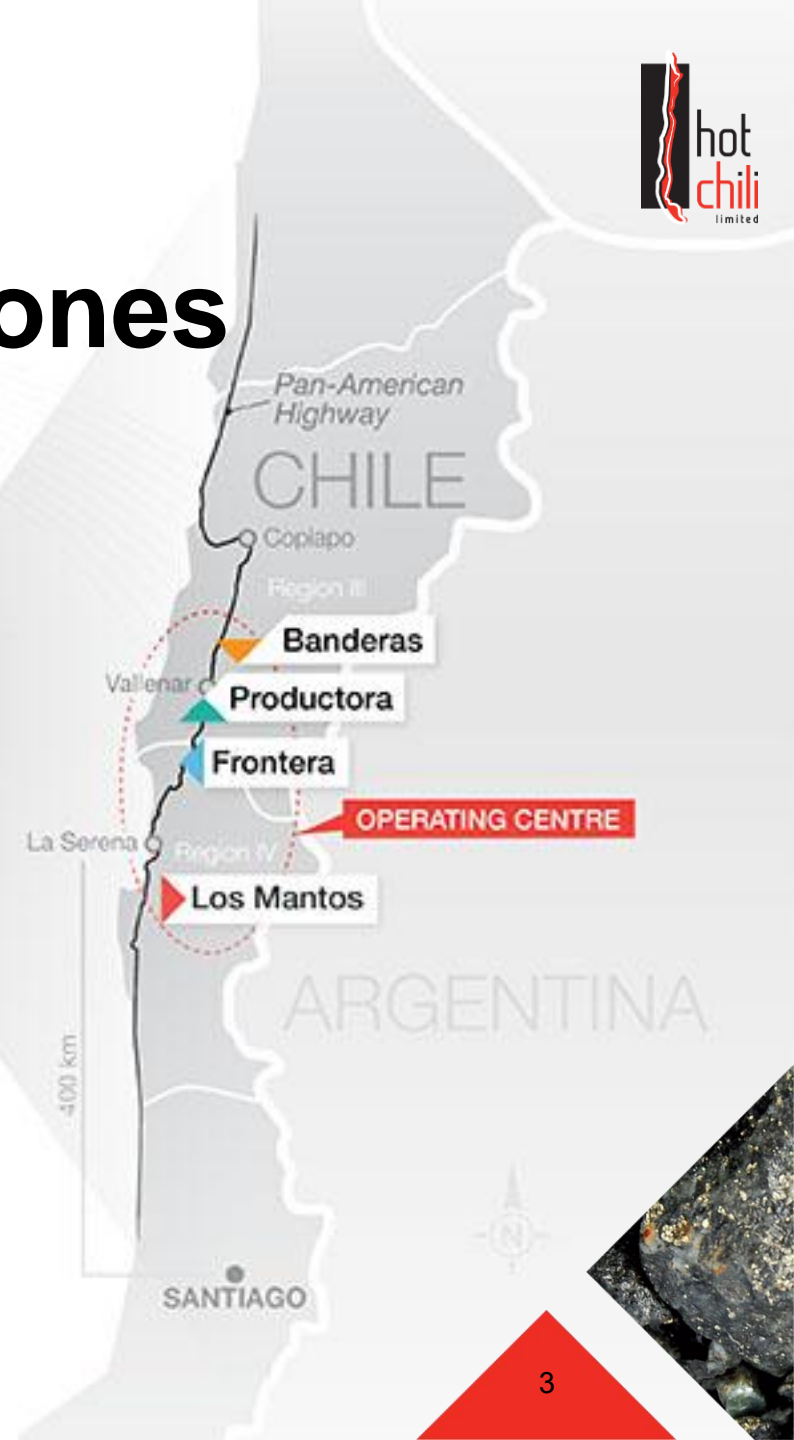 hot
chili
limited
ones
Pan-American
Highway
CHILE
Copiapo
Region III
Banderas
Vallenar
Productora
Frontera
OPERATING CENTRE
La Serena
Region IV
Los Mantos
ARGENTINA
400 km
N
SANTIAGO
3